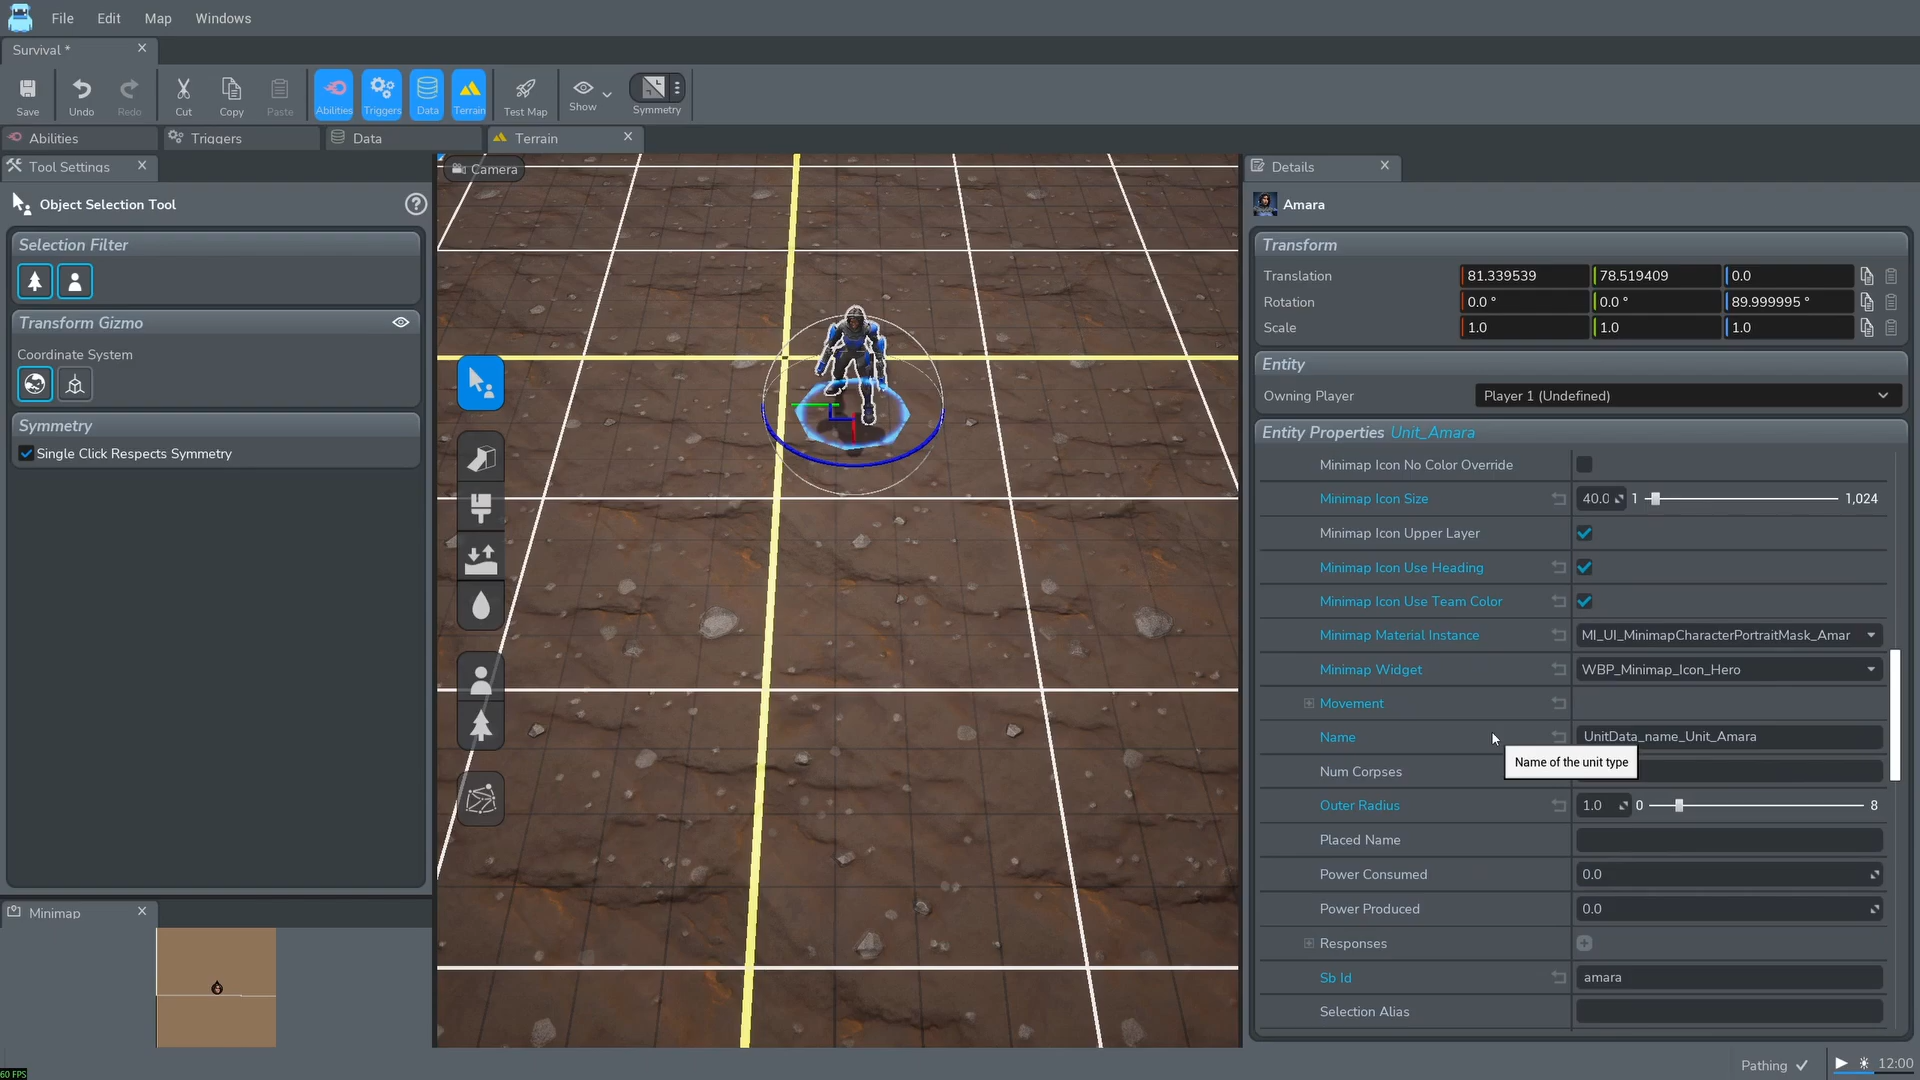 File Edit Map Windows
Survival *
Save Undo Redo Cut Copy Paste Abilities Triggers Data Terrain Test Map Show Symmetry
Abilities Triggers Data Terrain
Tool Settings
Object Selection Tool
Selection Filter
Transform Gizmo
Coordinate System
Symmetry
Single Click Respects Symmetry
Minimap
60 FPS
Camera
Details
Amara
Transform
Translation 81.339539 78.519409 0.0
Rotation 0.0 ° 0.0 ° 89.999995 °
Scale 1.0 1.0 1.0
Entity
Owning Player Player 1 (Undefined)
Entity Properties Unit_Amara
Minimap Icon No Color Override
Minimap Icon Size 40.0 1 1,024
Minimap Icon Upper Layer
Minimap Icon Use Heading
Minimap Icon Use Team Color
Minimap Material Instance MI_UI_MinimapCharacterPortraitMask_Amar
Minimap Widget WBP_Minimap_Icon_Hero
Movement
Name UnitData_name_Unit_Amara
Name of the unit type
Num Corpses
Outer Radius 1.0 0 8
Placed Name
Power Consumed 0.0
Power Produced 0.0
Responses
Sb Id amara
Selection Alias
Pathing 12:00